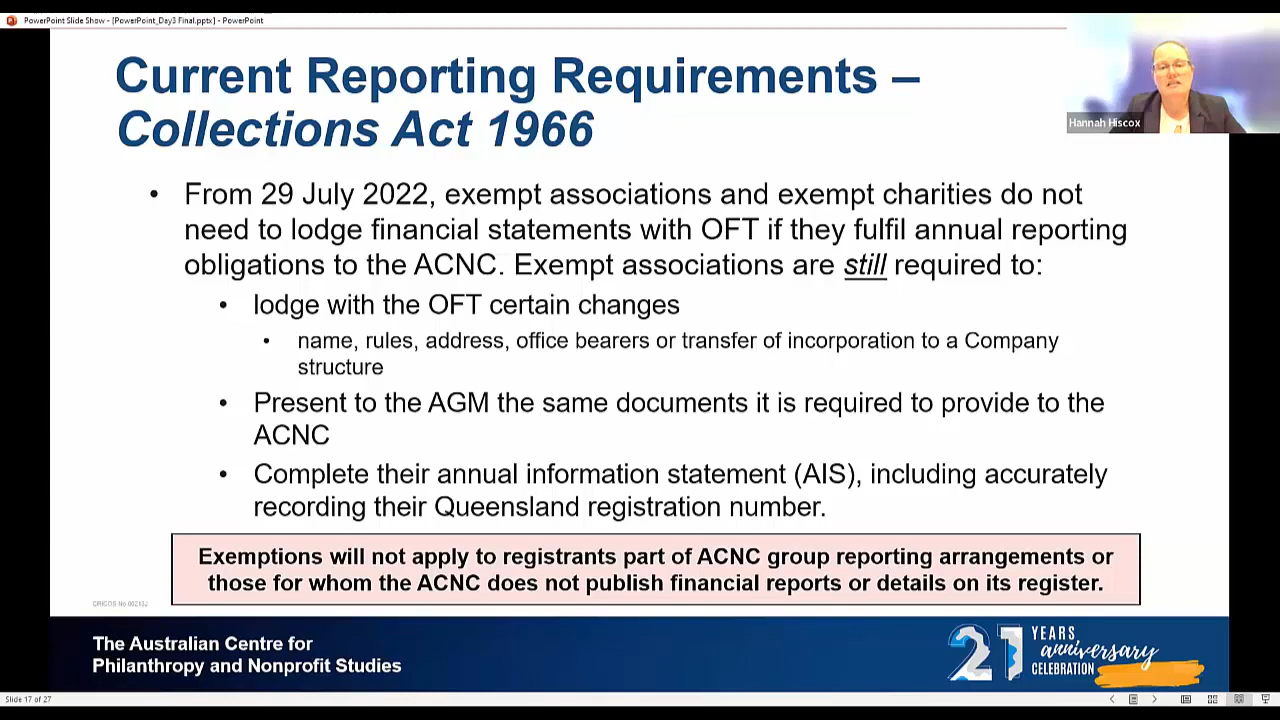 PowerPoint Slide Show - [PowerPoint_Day3 Final.pptx] - PowerPoint
Current Reporting Requirements –
Collections Act 1966
Hannah Hiscox
• From 29 July 2022, exempt associations and exempt charities do not
need to lodge financial statements with OFT if they fulfil annual reporting
obligations to the ACNC. Exempt associations are still required to:
• lodge with the OFT certain changes
• name, rules, address, office bearers or transfer of incorporation to a Company
structure
• Present to the AGM the same documents it is required to provide to the
ACNC
• Complete their annual information statement (AIS), including accurately
recording their Queensland registration number.
Exemptions will not apply to registrants part of ACNC group reporting arrangements or
those for whom the ACNC does not publish financial reports or details on its register.
CRICOS No 00213J
The Australian Centre for
Philanthropy and Nonprofit Studies
21 YEARS
anniversary
CELEBRATION
Slide 17 of 27